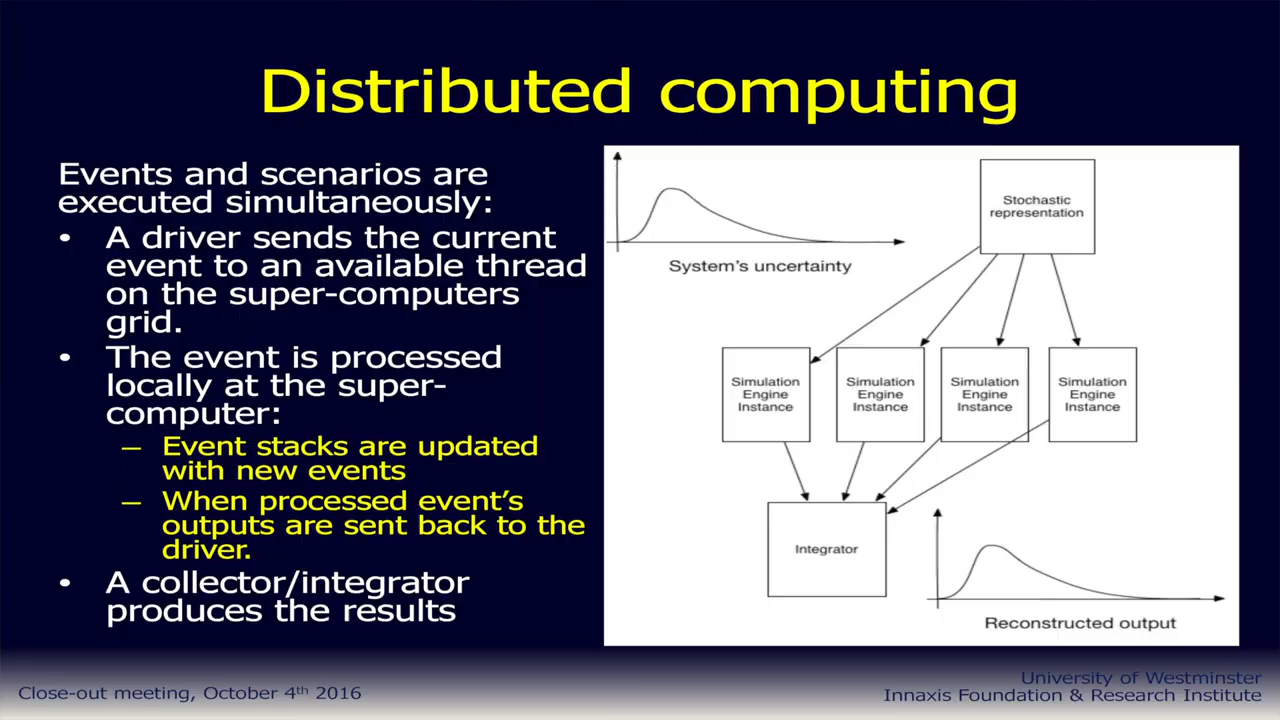 Distributed computing
Events and scenarios are
executed simultaneously:
• A driver sends the current
event to an available thread
on the super-computers
grid.
• The event is processed
locally at the super-
computer:
– Event stacks are updated
with new events
– When processed event’s
outputs are sent back to the
driver.
• A collector/integrator
produces the results
System’s uncertainty
Stochastic
representation
Simulation
Engine
Instance
Simulation
Engine
Instance
Simulation
Engine
Instance
Simulation
Engine
Instance
Integrator
Reconstructed output
Close-out meeting, October 4th 2016
University of Westminster
Innaxis Foundation & Research Institute